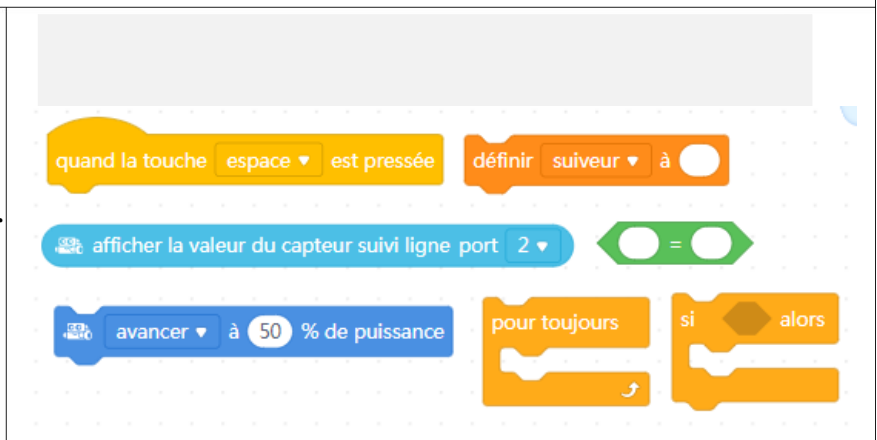 quand la touche espace est pressée
définir suiveur à
afficher la valeur du capteur suivi ligne port 2
=
avancer à 50 % de puissance
pour toujours
si alors